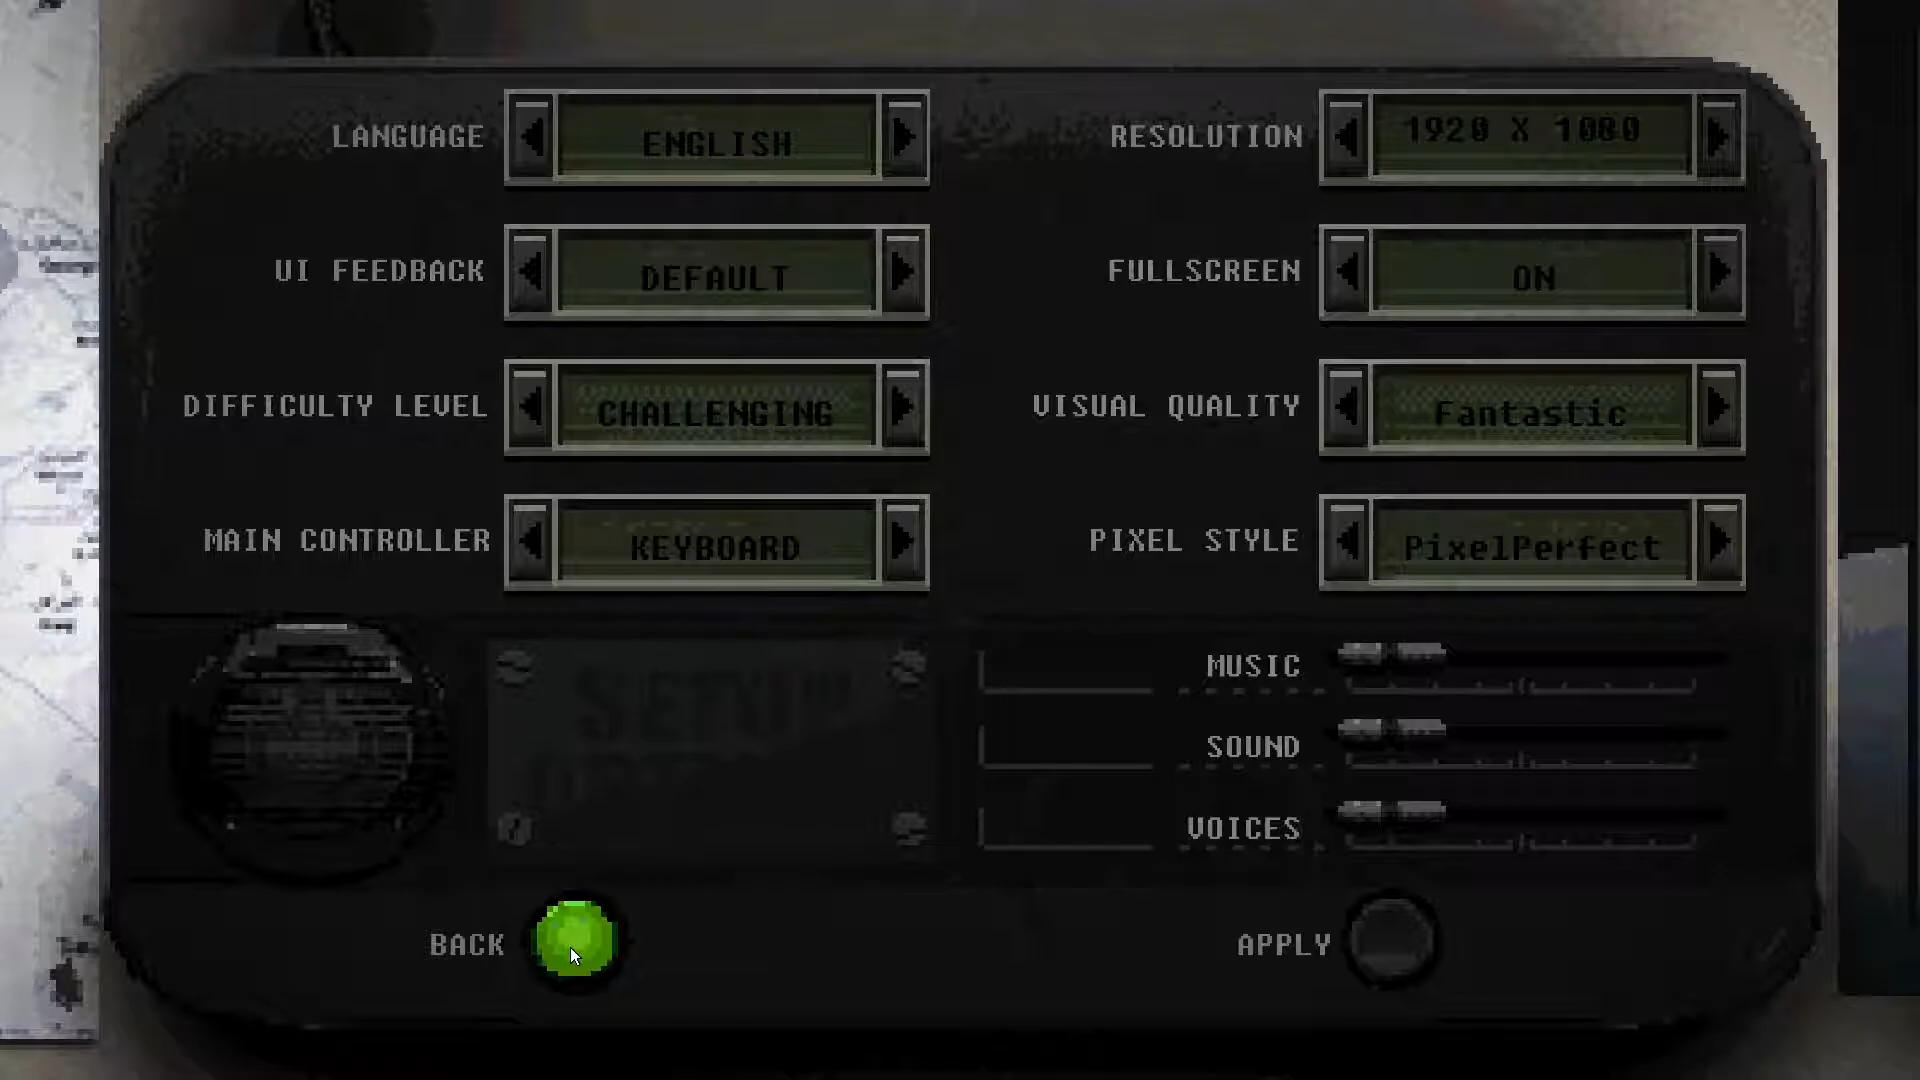 LANGUAGE ENGLISH
RESOLUTION 1920 X 1080
UI FEEDBACK DEFAULT
FULLSCREEN ON
DIFFICULTY LEVEL CHALLENGING
VISUAL QUALITY Fantastic
MAIN CONTROLLER KEYBOARD
PIXEL STYLE PixelPerfect
MUSIC
SOUND
VOICES
BACK
APPLY